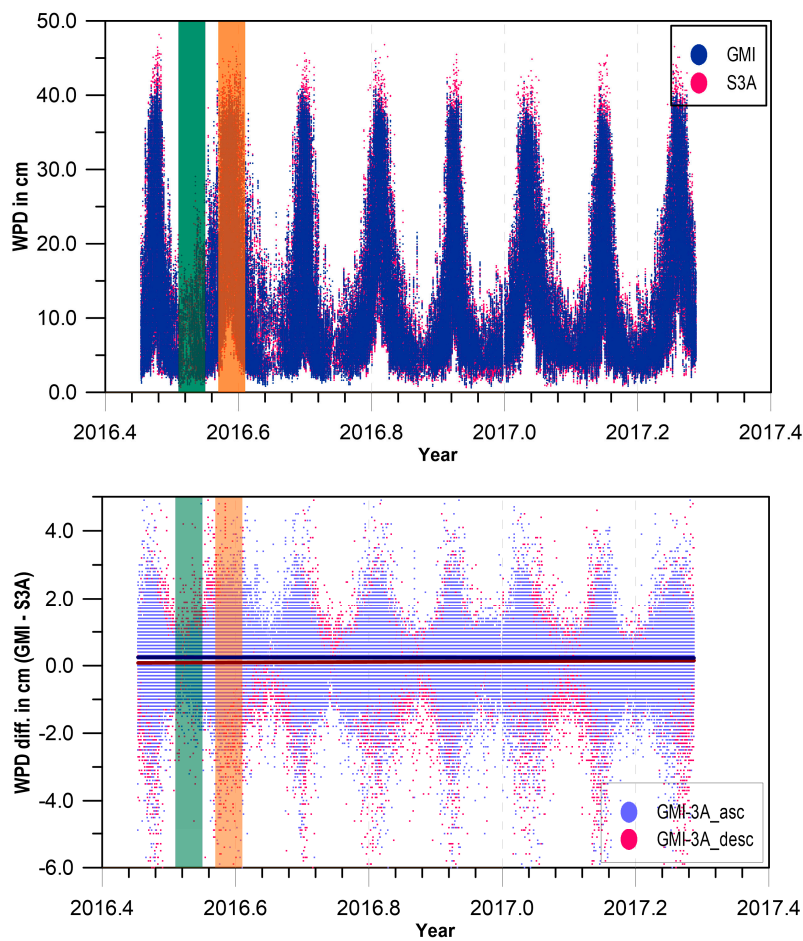 50.0
40.0
30.0
20.0
10.0
0.0
WPD in cm
GMI
S3A
2016.4 2016.6 2016.8 2017.0 2017.2 2017.4
Year
4.0
2.0
0.0
-2.0
-4.0
-6.0
WPD diff. in cm (GMI - S3A)
GMI-3A_asc
GMI-3A_desc
2016.4 2016.6 2016.8 2017.0 2017.2 2017.4
Year